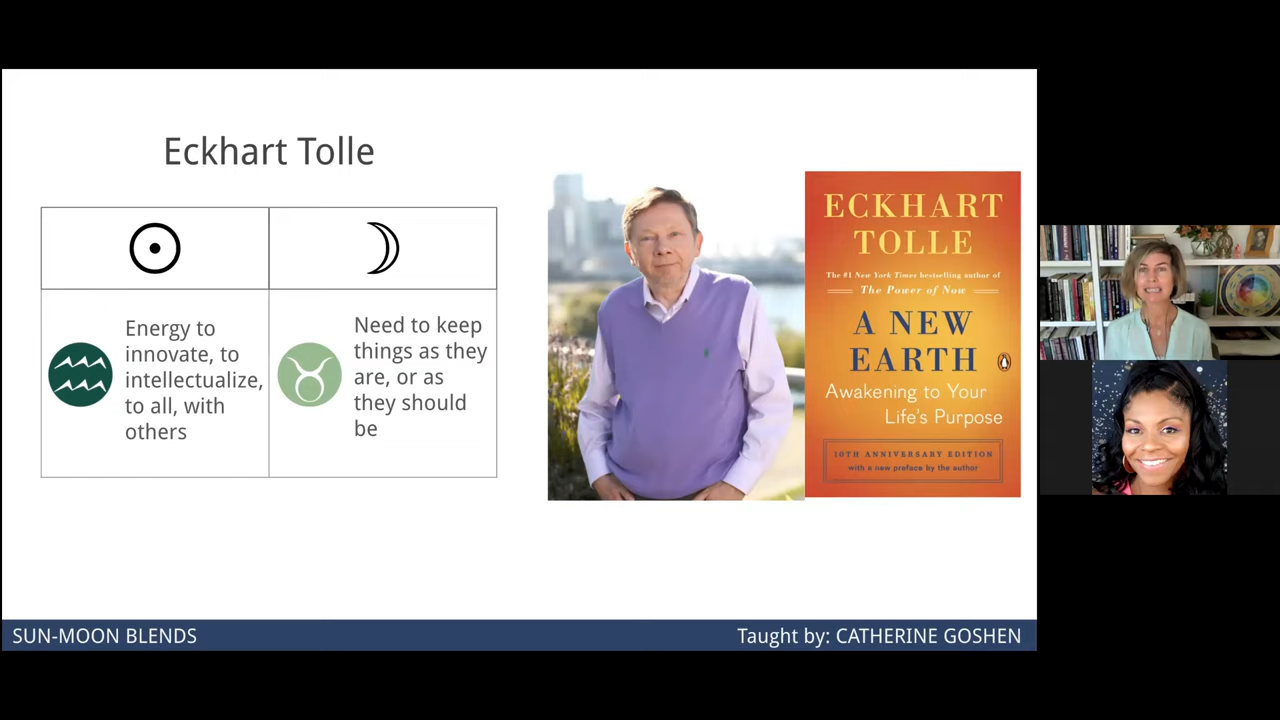 Eckhart Tolle
Energy to
innovate, to
intellectualize,
to all, with
others
Need to keep
things as they
are, or as
they should
be
ECKHART
TOLLE
The #1 New York Times bestselling author of
The Power of Now
A NEW
EARTH
Awakening to Your
Life's Purpose
10TH ANNIVERSARY EDITION
with a new preface by the author
SUN-MOON BLENDS
Taught by: CATHERINE GOSHEN